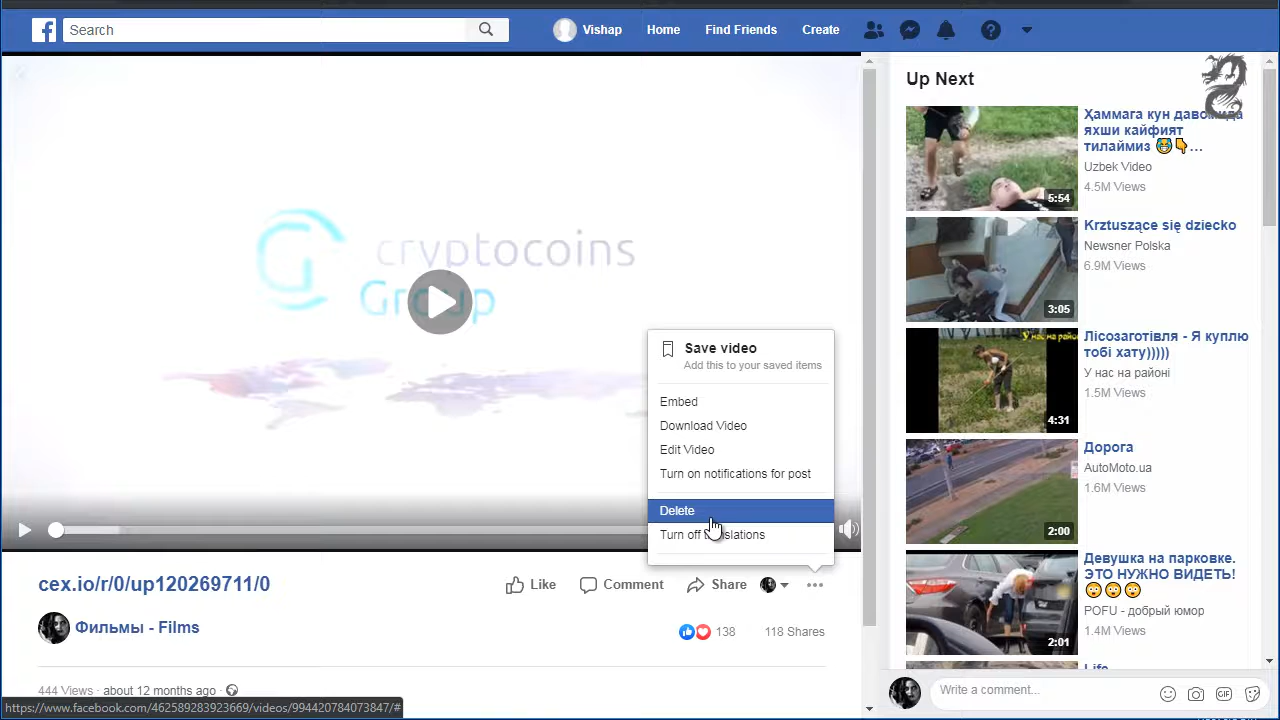 Search
Vishap
Home
Find Friends
Create
cryptocoins
Group
Save video
Add this to your saved items
Embed
Download Video
Edit Video
Turn on notifications for post
Delete
Turn off
cex.io/r/0/up120269711/0
Like
Comment
Share
Фильмы - Films
138
118 Shares
444 Views · about 12 months ago
https://www.facebook.com/462589283923669/videos/994420784073847/#
Up Next
Ҳаммага кун давомида
яхши кайфият
тилаймиз 😂👇…
Uzbek Video
4.5M Views
5:54
Krztuszące się dziecko
Newsner Polska
6.9M Views
3:05
У нас на районі
Лісозаготівля - Я куплю
тобі хату)))))
У нас на районі
1.5M Views
4:31
Дорога
AutoMoto.ua
1.6M Views
2:00
Девушка на парковке.
ЭТО НУЖНО ВИДЕТЬ!
😳😳😳
POFU - добрый юмор
1.4M Views
2:01
Life
Write a comment...
GIF